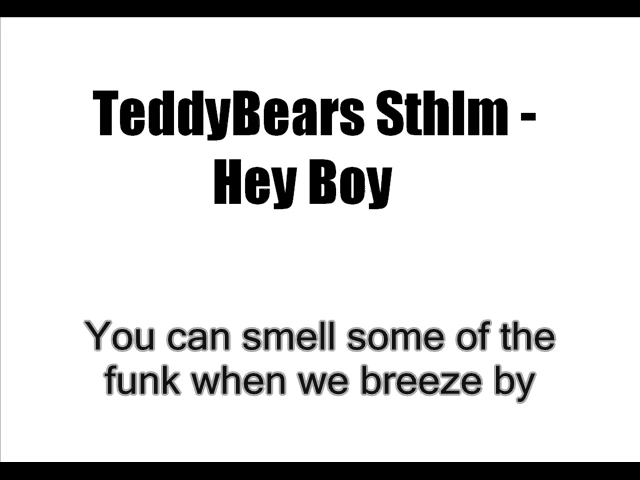 TeddyBears Sthlm -
Hey Boy
You can smell some of the
funk when we breeze by